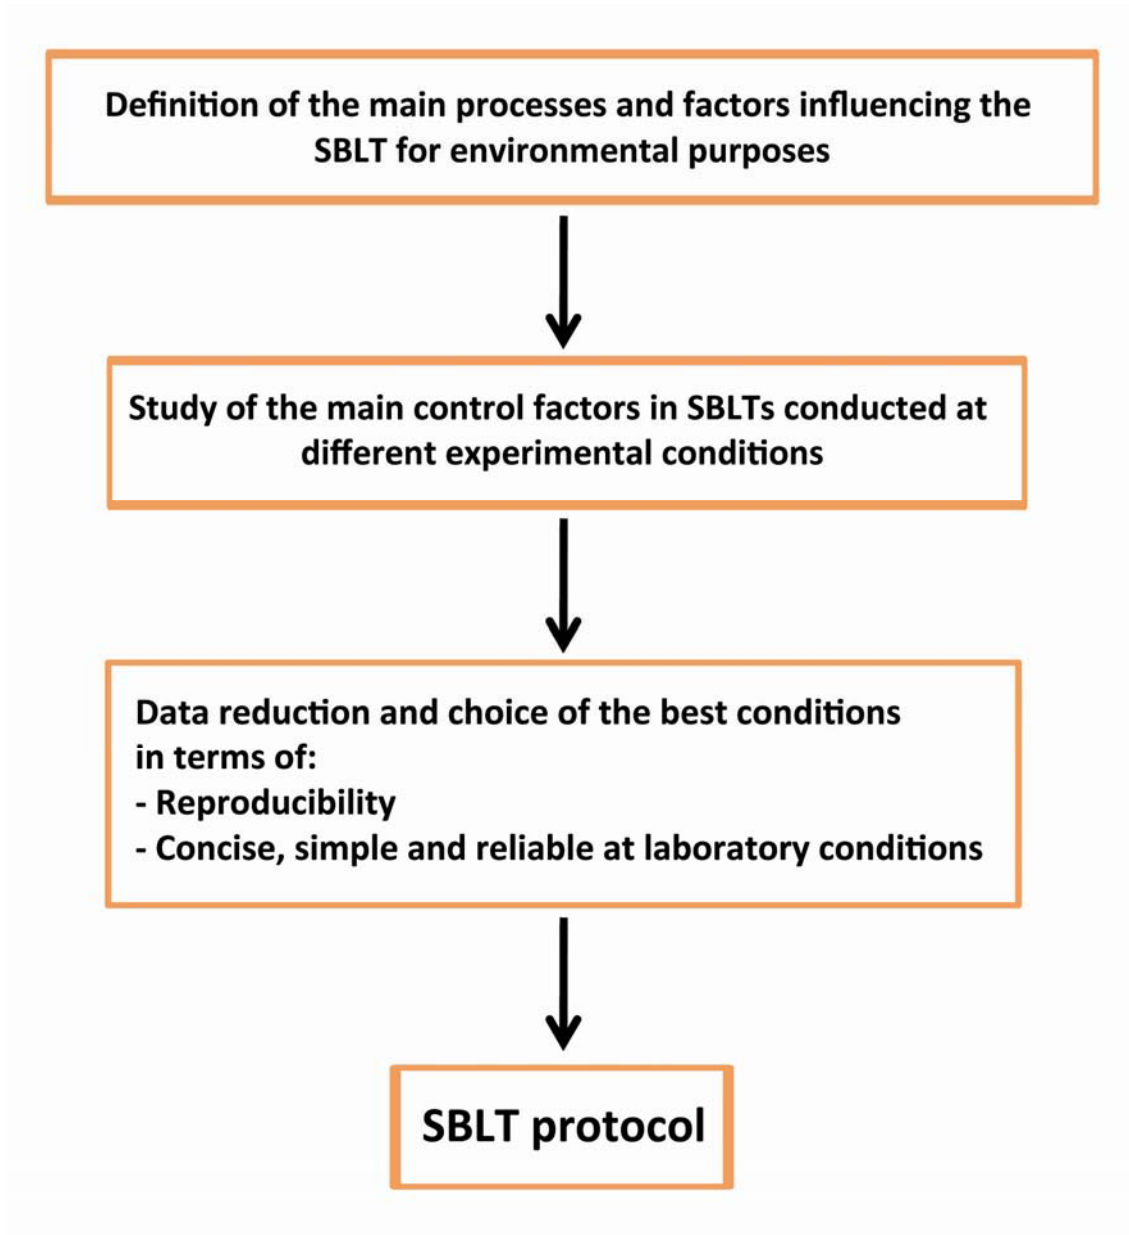 Definition of the main processes and factors influencing the
SBLT for environmental purposes
Study of the main control factors in SBLTs conducted at
different experimental conditions
Data reduction and choice of the best conditions
in terms of:
- Reproducibility
- Concise, simple and reliable at laboratory conditions
SBLT protocol